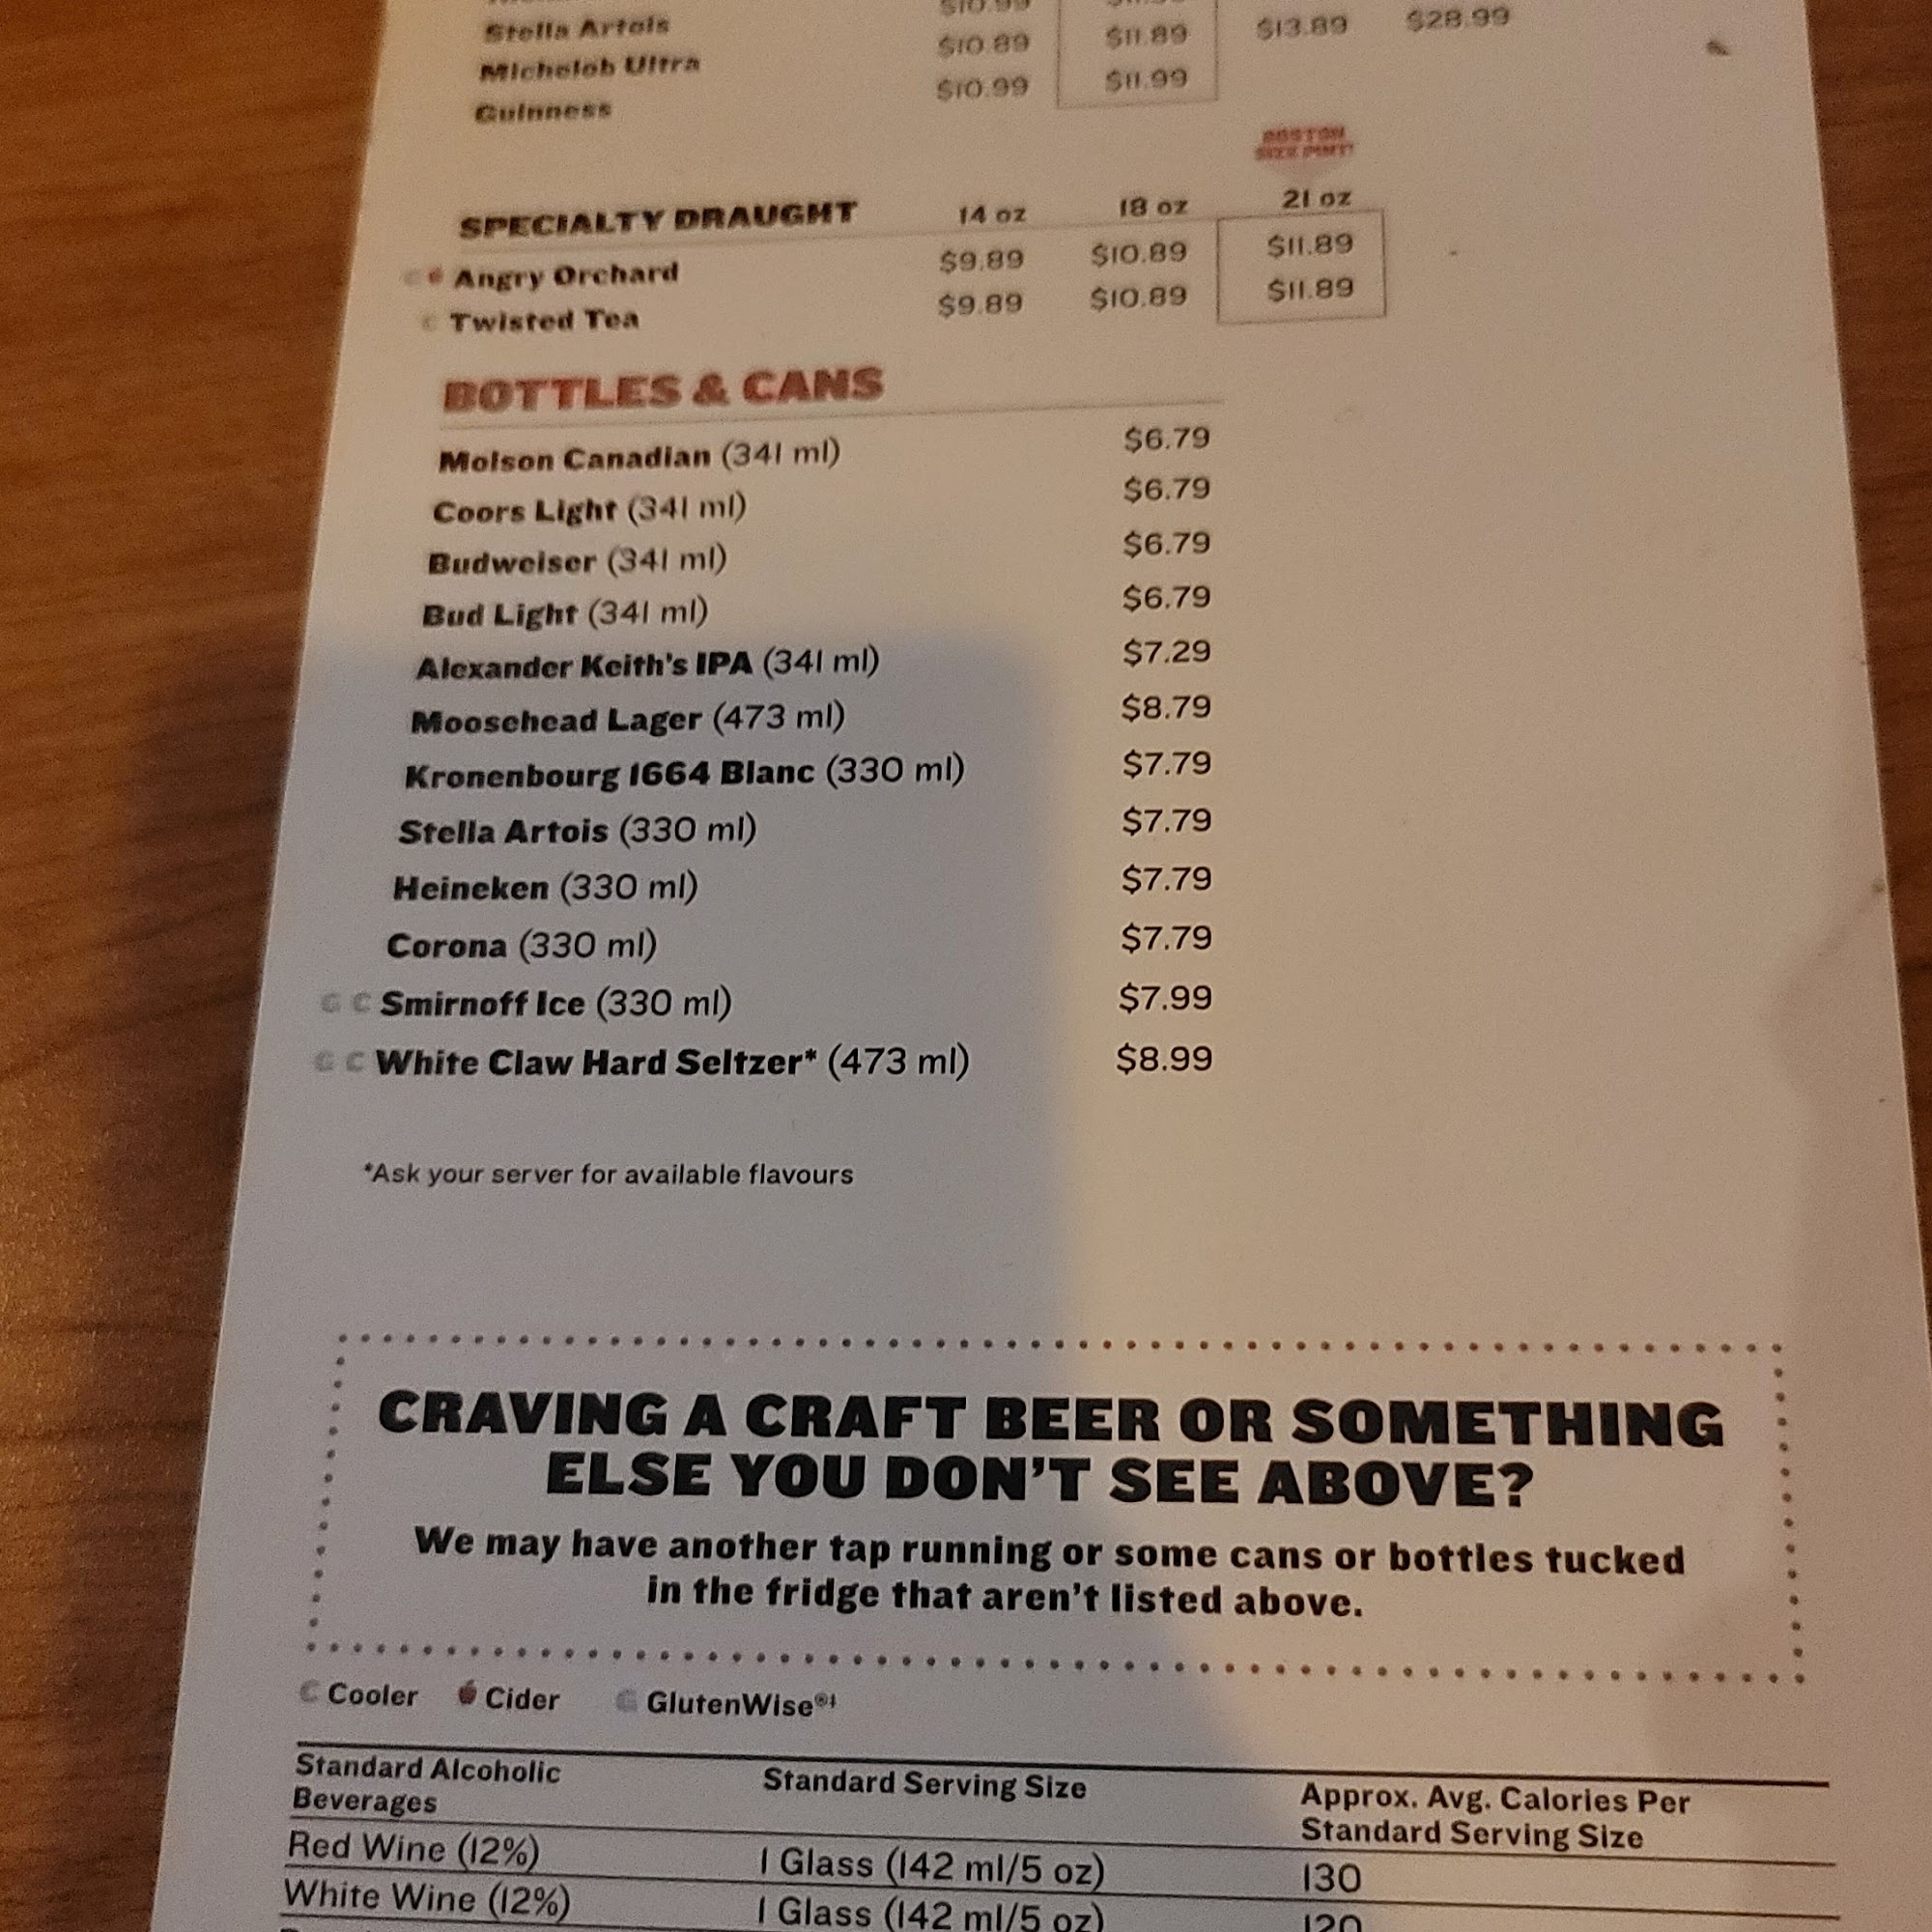 Stella Artois $10.99
Michelob Ultra $10.89 $11.89 $13.89 $28.99
Guinness $10.99 $11.99
BOSTON
SIZE PINT!
SPECIALTY DRAUGHT 14 oz 18 oz 21 oz
Angry Orchard $9.89 $10.89 $11.89
C Twisted Tea $9.89 $10.89 $11.89
BOTTLES & CANS
Molson Canadian (341 ml) $6.79
Coors Light (341 ml) $6.79
Budweiser (341 ml) $6.79
Bud Light (341 ml) $6.79
Alexander Keith's IPA (341 ml) $7.29
Moosehead Lager (473 ml) $8.79
Kronenbourg 1664 Blanc (330 ml) $7.79
Stella Artois (330 ml) $7.79
Heineken (330 ml) $7.79
Corona (330 ml) $7.79
G C Smirnoff Ice (330 ml) $7.99
G C White Claw Hard Seltzer* (473 ml) $8.99
*Ask your server for available flavours
CRAVING A CRAFT BEER OR SOMETHING
ELSE YOU DON'T SEE ABOVE?
We may have another tap running or some cans or bottles tucked
in the fridge that aren't listed above.
C Cooler Cider G GlutenWise®‡
Standard Alcoholic
Beverages
Standard Serving Size
Approx. Avg. Calories Per
Standard Serving Size
Red Wine (12%) 1 Glass (142 ml/5 oz) 130
White Wine (12%) 1 Glass (142 ml/5 oz) 120